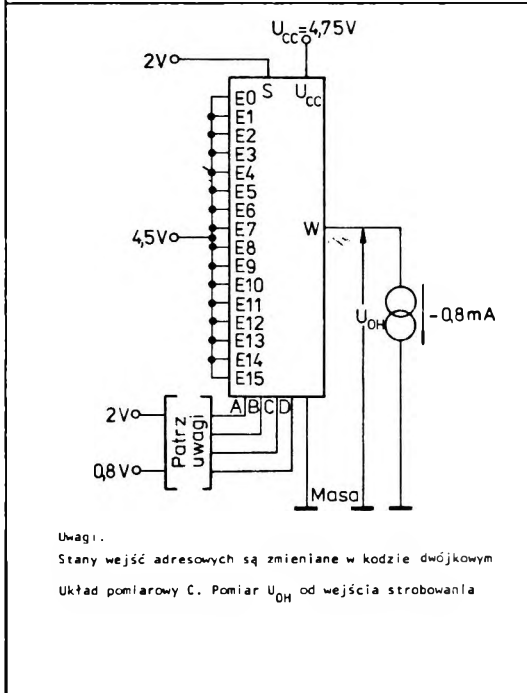 U_CC=4,75V
2V
S U_CC
E0
E1
E2
E3
E4
E5
E6
E7
W
4,5V
E8
E9
E10
E11
E12
E13
E14
E15
U_OH
-0,8mA
A B C D
2V
0,8V
Patrz
uwagi
Masa
Uwagi.
Stany wejść adresowych są zmieniane w kodzie dwójkowym
Układ pomiarowy C. Pomiar U_OH od wejścia strobowania